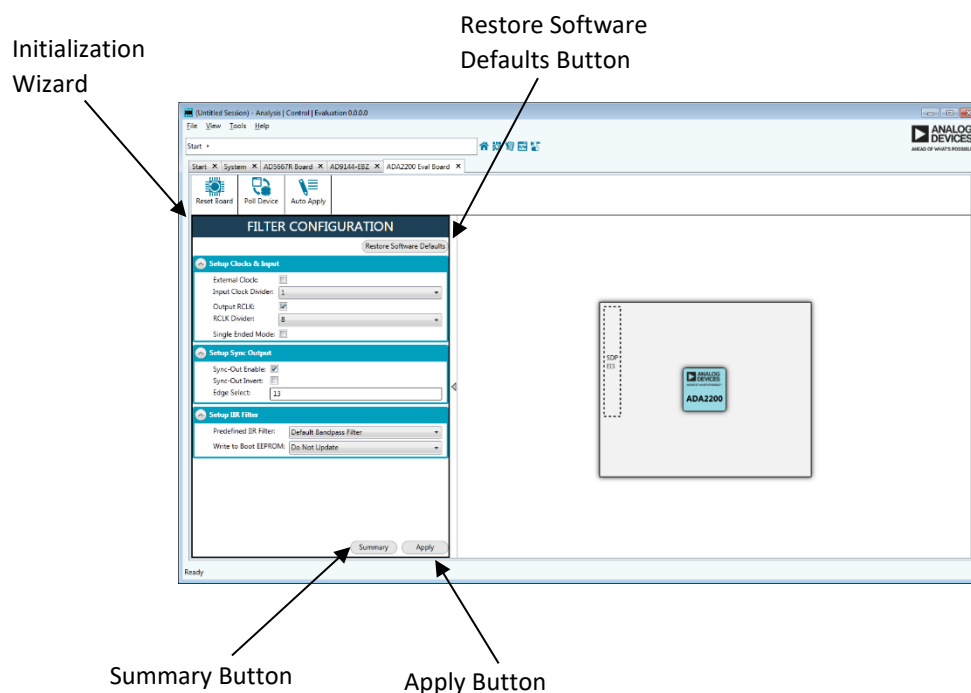 Restore Software
Defaults Button
Initialization
Wizard
(Untitled Session) - Analysis | Control | Evaluation 0.0.0.0
File View Tools Help
Start
ANALOG
DEVICES
AHEAD OF WHAT'S POSSIBLE
Start X System X AD5667R Board X AD9144-EBZ X ADA2200 Eval Board X
Reset Board Poll Device Auto Apply
FILTER CONFIGURATION
Restore Software Defaults
Setup Clocks & Input
External Clock:
Input Clock Divider: 1
Output RCLK:
RCLK Divider: 8
Single Ended Mode:
Setup Sync Output
Sync-Out Enable:
Sync-Out Invert:
Edge Select: 13
Setup IIR Filter
Predefined IIR Filter: Default Bandpass Filter
Write to Boot EEPROM: Do Not Update
SDP
ANALOG
DEVICES
ADA2200
Summary Apply
Ready
Summary Button
Apply Button